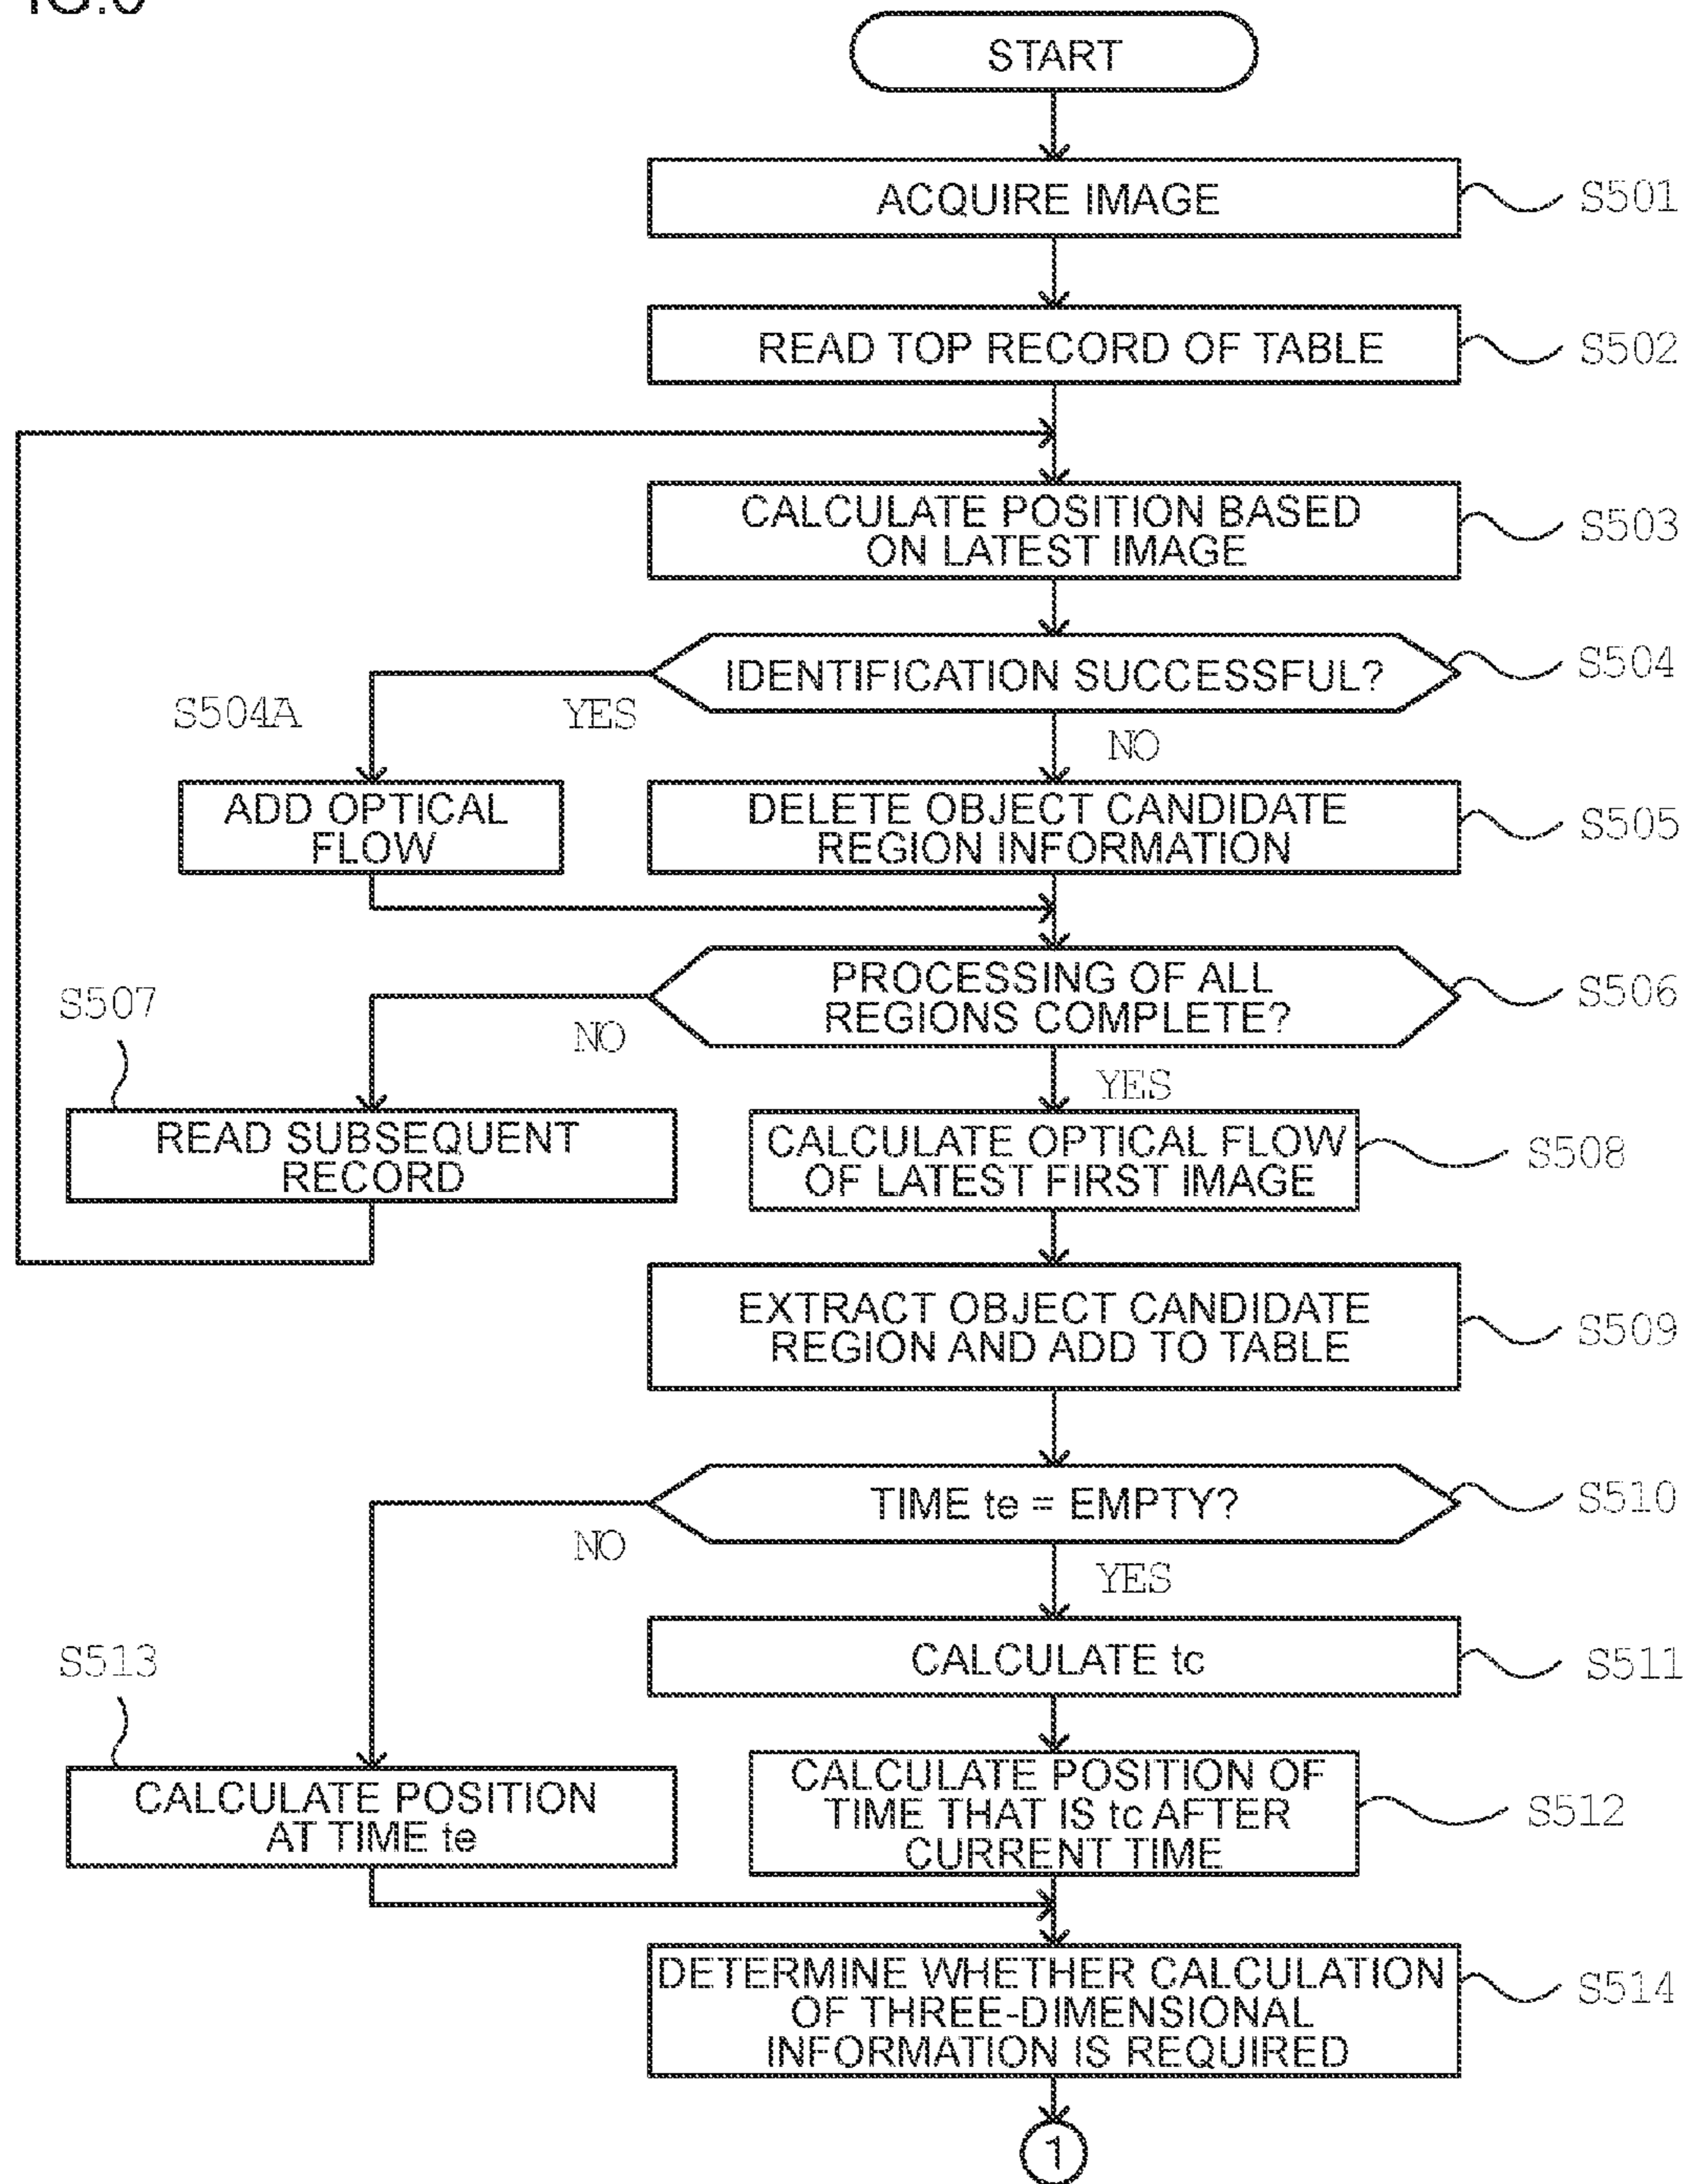 START
ACQUIRE IMAGE
S501
READ TOP RECORD OF TABLE
S502
CALCULATE POSITION BASED
ON LATEST IMAGE
S503
IDENTIFICATION SUCCESSFUL?
S504
S504A
YES
NO
ADD OPTICAL
FLOW
DELETE OBJECT CANDIDATE
REGION INFORMATION
S505
PROCESSING OF ALL
REGIONS COMPLETE?
S506
S507
NO
YES
READ SUBSEQUENT
RECORD
CALCULATE OPTICAL FLOW
OF LATEST FIRST IMAGE
S508
EXTRACT OBJECT CANDIDATE
REGION AND ADD TO TABLE
S509
TIME te = EMPTY?
S510
NO
YES
CALCULATE tc
S511
S513
CALCULATE POSITION
AT TIME te
CALCULATE POSITION OF
TIME THAT IS tc AFTER
CURRENT TIME
S512
DETERMINE WHETHER CALCULATION
OF THREE-DIMENSIONAL
INFORMATION IS REQUIRED
S514
1